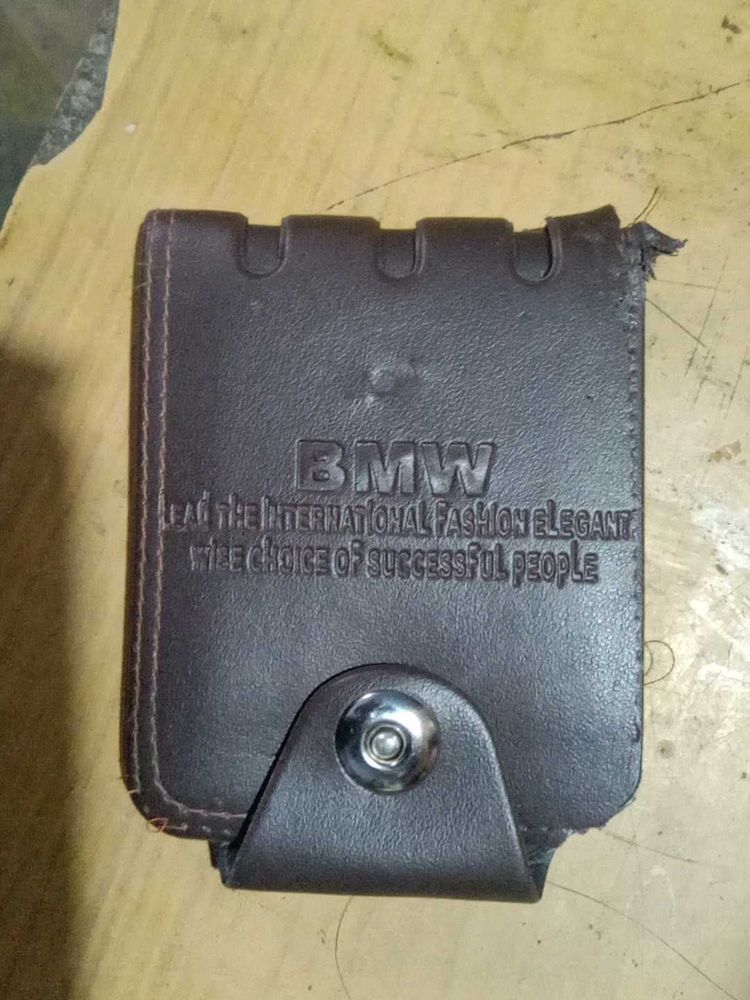 BMW
LEAd THE INTERNATIONAL FASHION ELEGANT
wISE cHOICE OF SUCCESSFUL pEOpLE